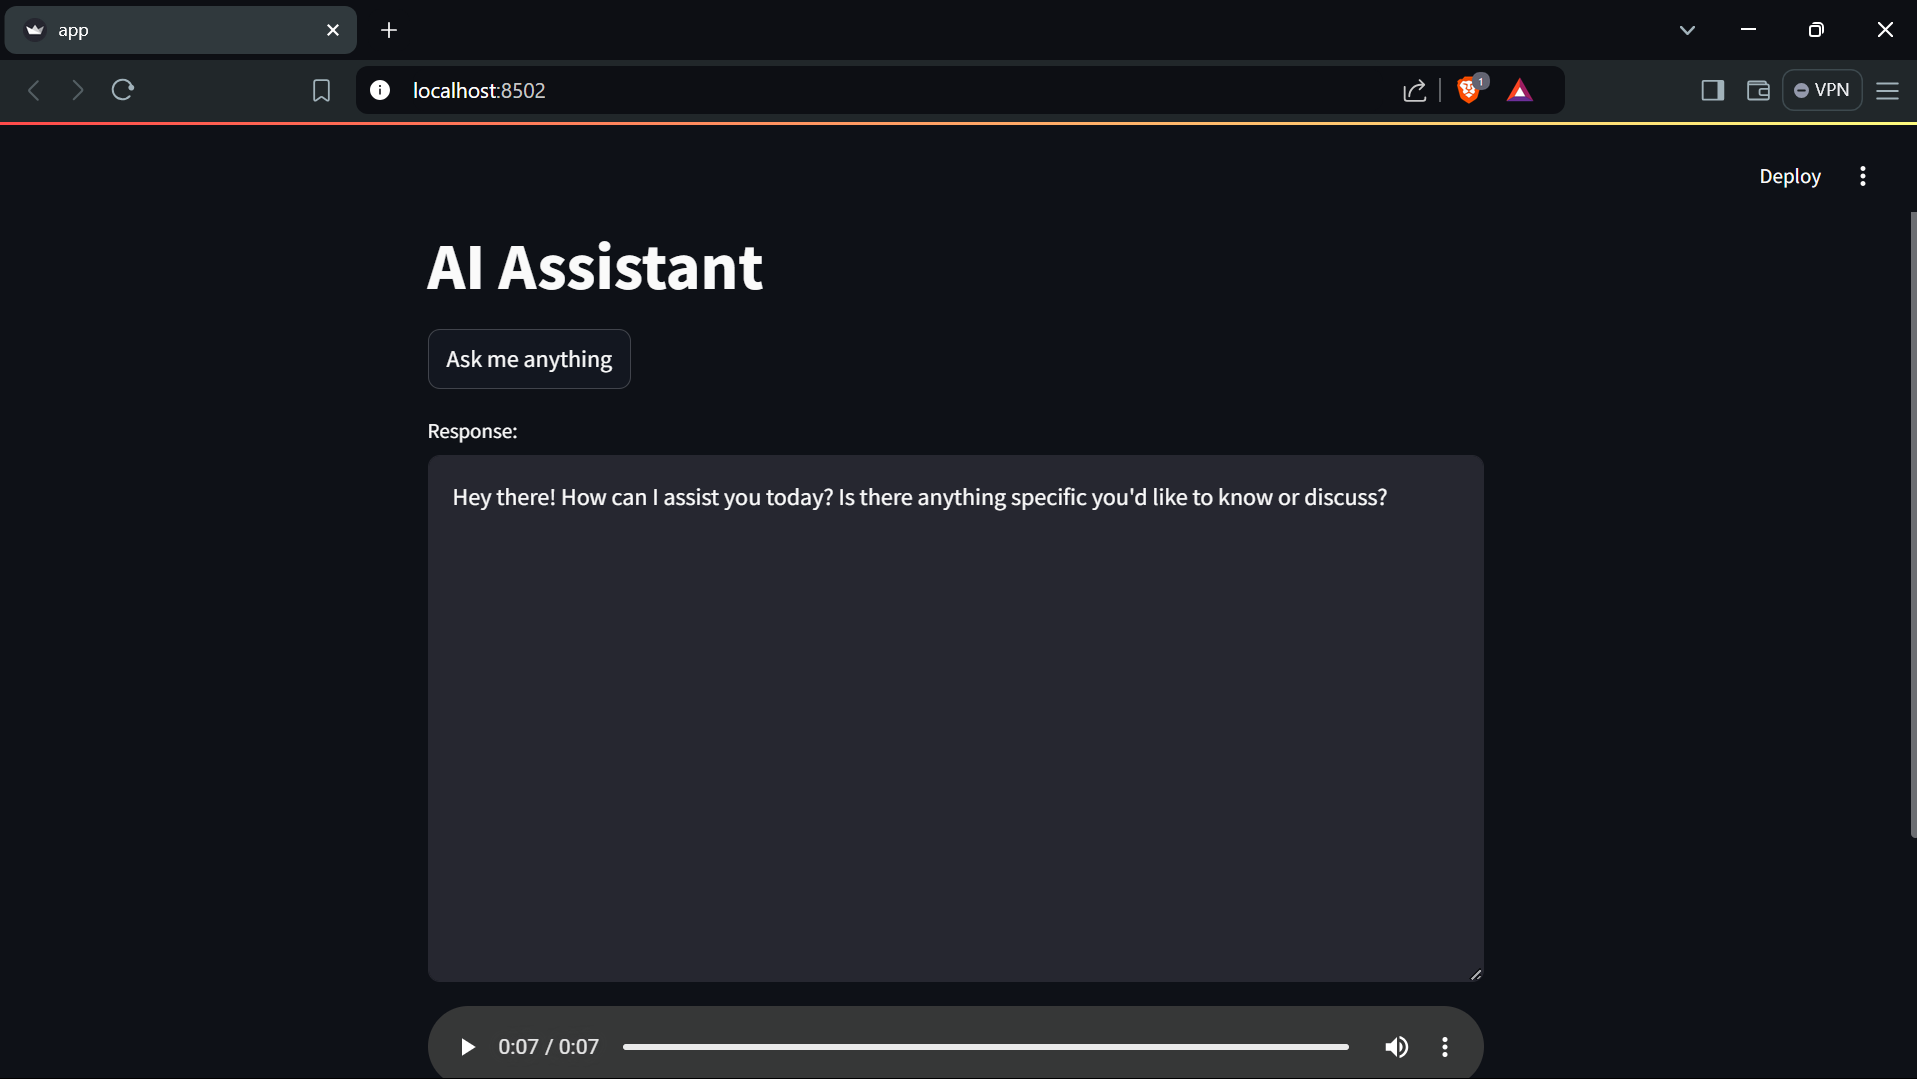 app
localhost:8502
1
VPN
Deploy
AI Assistant
Ask me anything
Response:
Hey there! How can I assist you today? Is there anything specific you'd like to know or discuss?
0:07 / 0:07